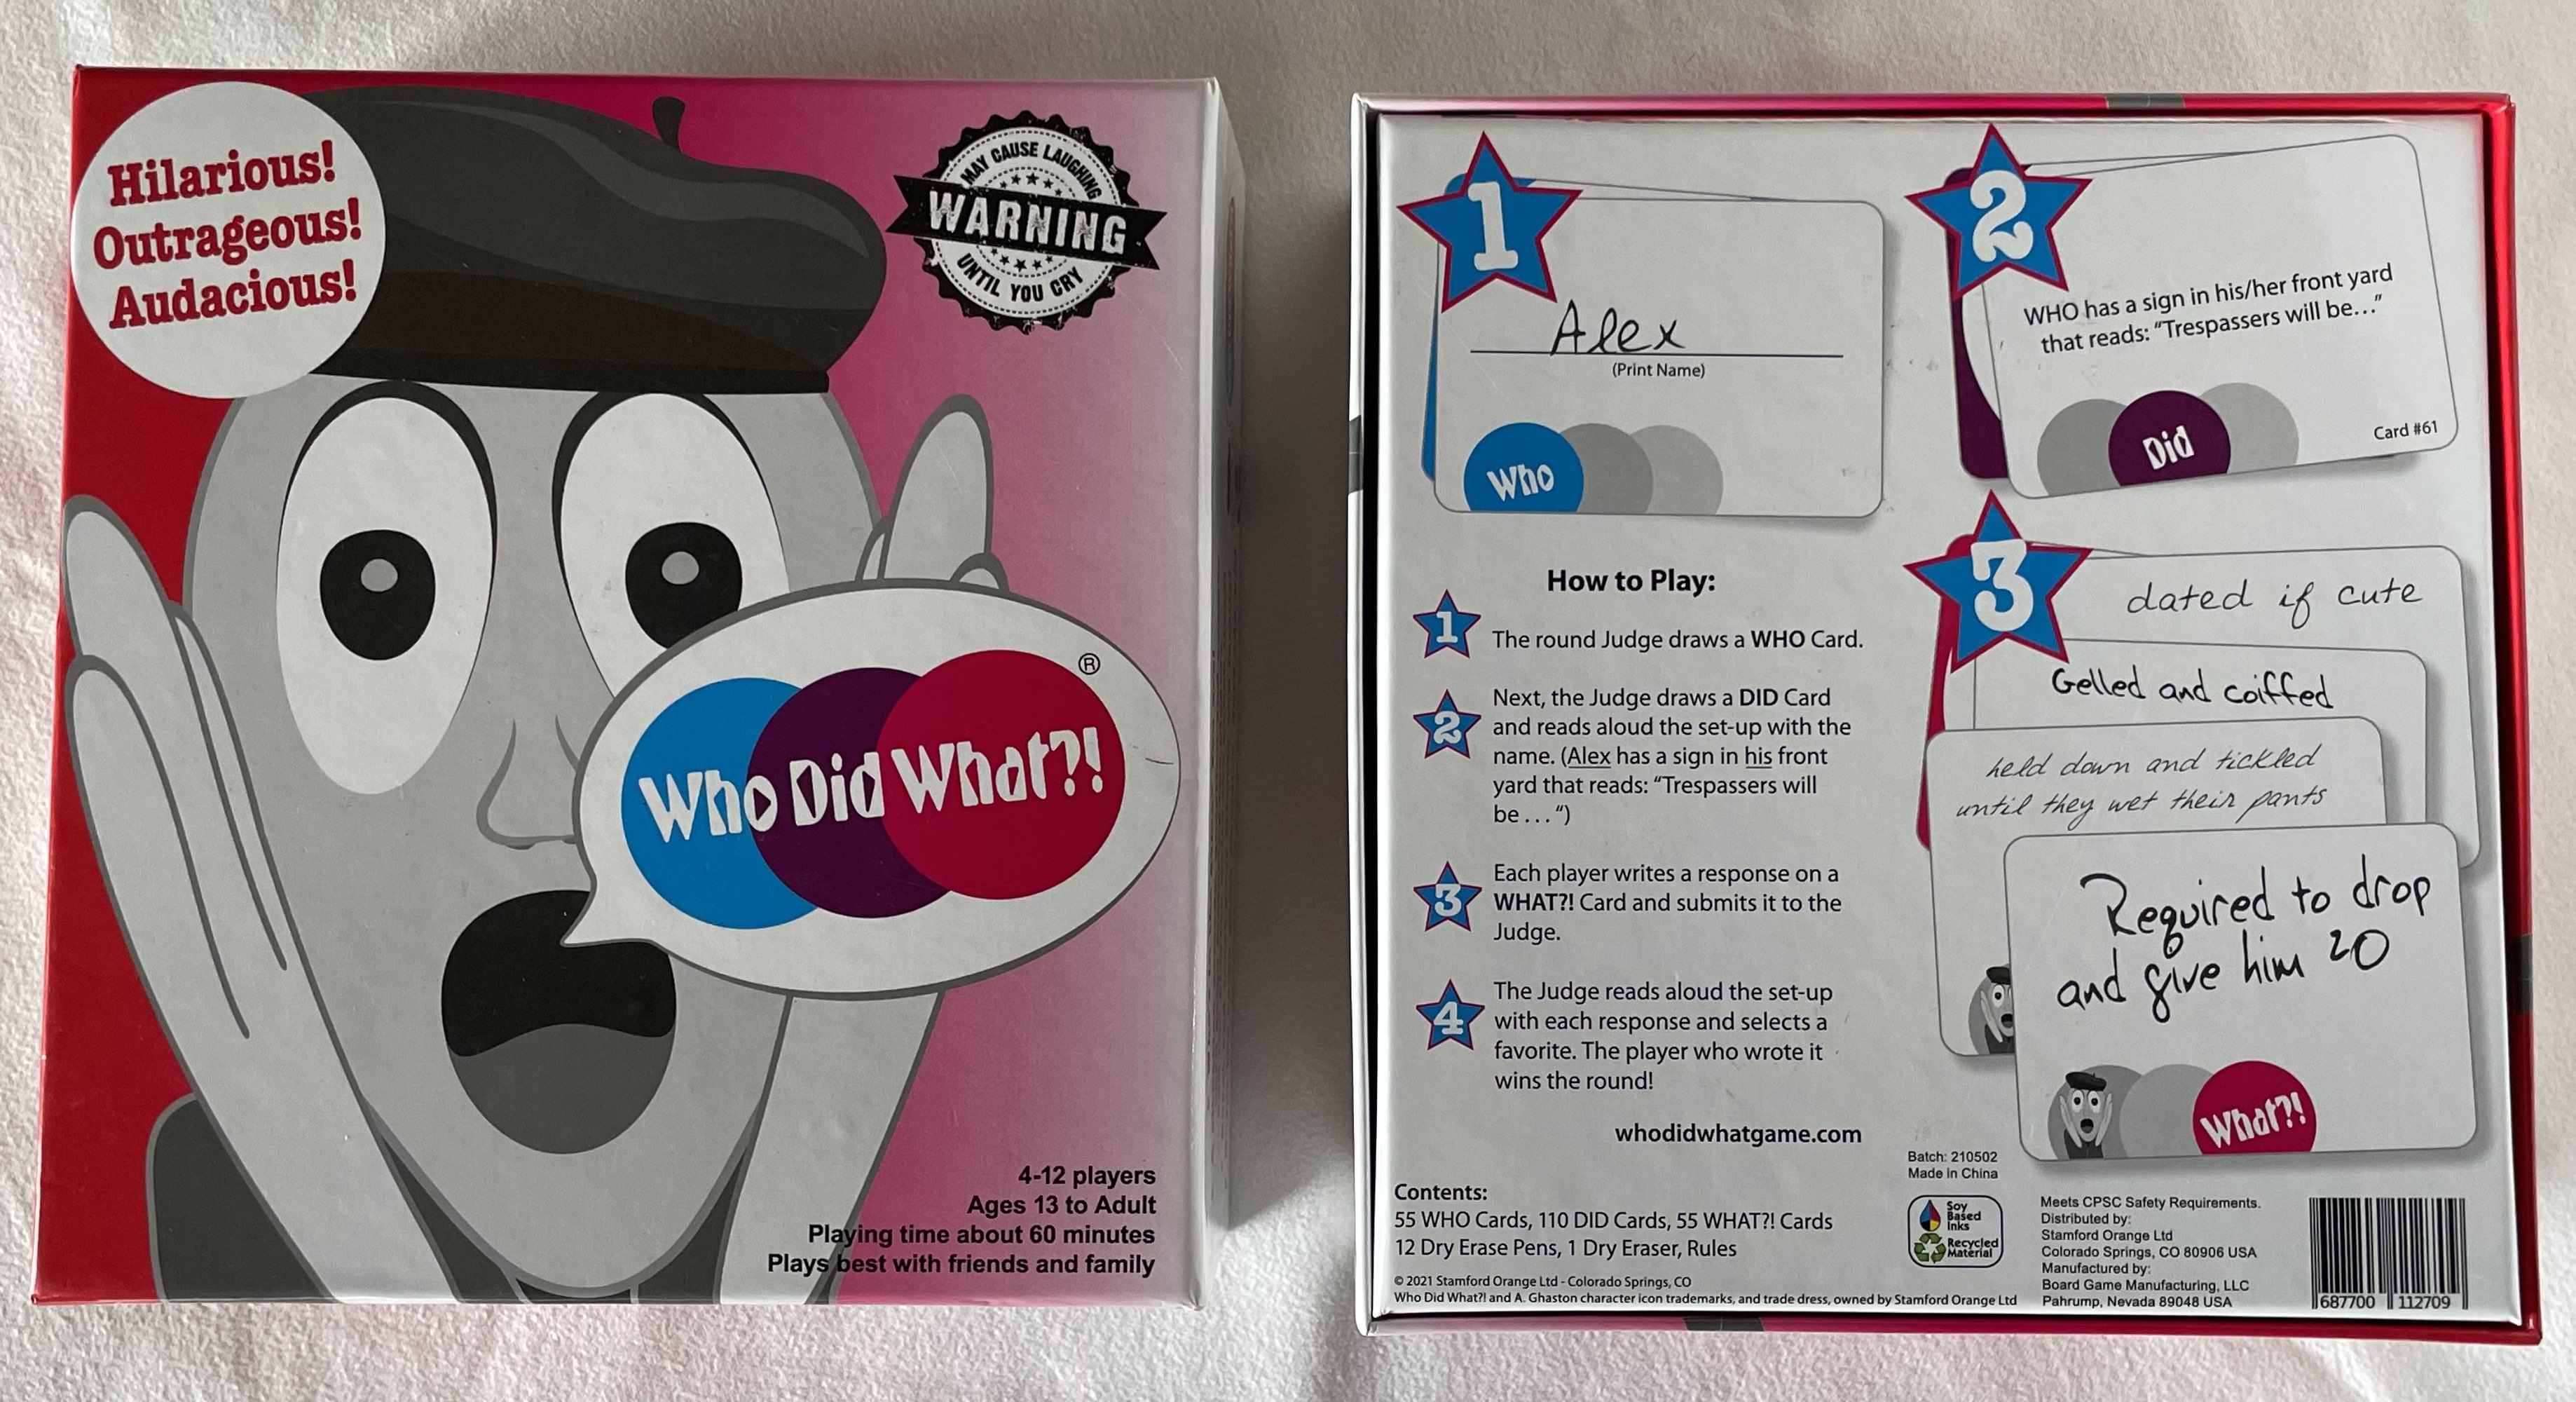 Hilarious!
Outrageous!
Audacious!
MAY CAUSE LAUGHING
WARNING
UNTIL YOU CRY
Who Did What?!
®
4-12 players
Ages 13 to Adult
Playing time about 60 minutes
Plays best with friends and family
1
Alex
(Print Name)
Who
2
WHO has a sign in his/her front yard
that reads: “Trespassers will be...”
Did
Card #61
How to Play:
1
The round Judge draws a WHO Card.
2
Next, the Judge draws a DID Card
and reads aloud the set-up with the
name. (Alex has a sign in his front
yard that reads: “Trespassers will
be . . . “)
3
Each player writes a response on a
WHAT?! Card and submits it to the
Judge.
4
The Judge reads aloud the set-up
with each response and selects a
favorite. The player who wrote it
wins the round!
whodidwhatgame.com
3
dated if cute
Gelled and coiffed
held down and tickled
until they wet their pants
Required to drop
and give him 20
What?!
Contents:
55 WHO Cards, 110 DID Cards, 55 WHAT?! Cards
12 Dry Erase Pens, 1 Dry Eraser, Rules
© 2021 Stamford Orange Ltd - Colorado Springs, CO
Who Did What?! and A. Ghaston character icon trademarks, and trade dress, owned by Stamford Orange Ltd
Batch: 210502
Made in China
Soy
Based
Inks
Recycled
Material
Meets CPSC Safety Requirements.
Distributed by:
Stamford Orange Ltd
Colorado Springs, CO 80906 USA
Manufactured by:
Board Game Manufacturing, LLC
Pahrump, Nevada 89048 USA
687700 112709